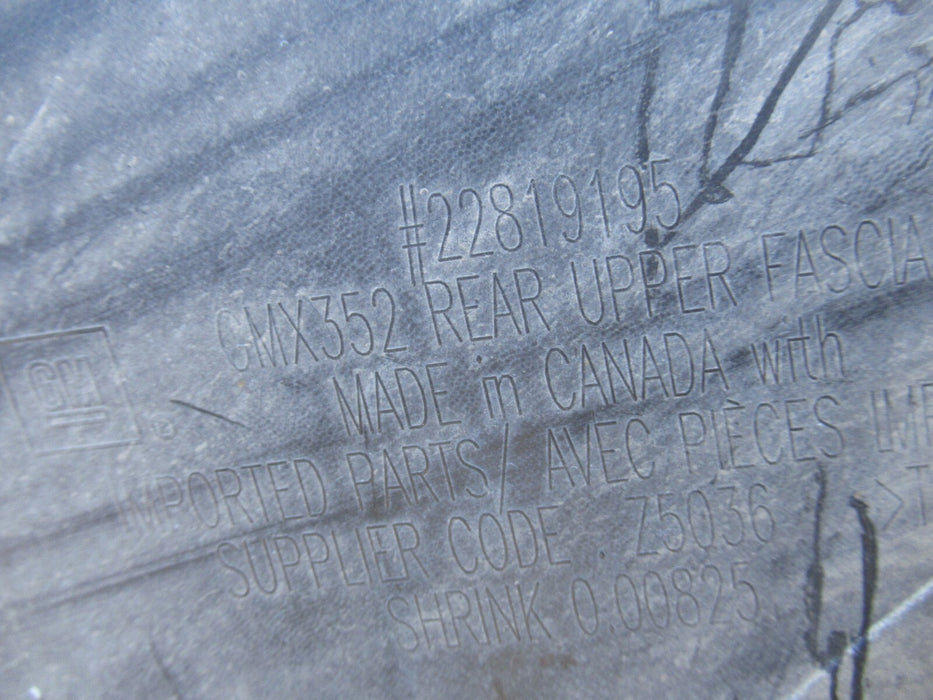 #22819195
GMX352 REAR UPPER FASCIA
GM
MADE in CANADA with
IMPORTED PARTS/ AVEC PIÈCES
SUPPLIER CODE . Z5036 >T
SHRINK 0.00825